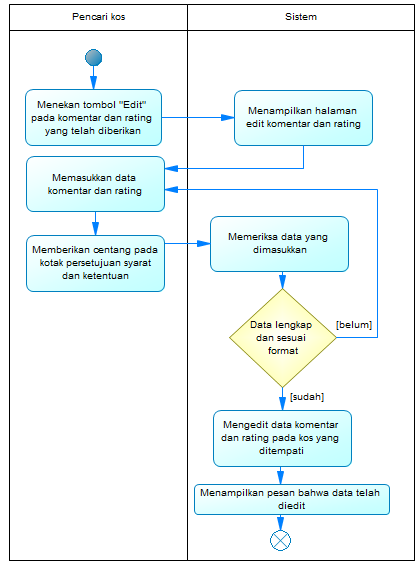 Pencari kos
Sistem
Menekan tombol "Edit"
pada komentar dan rating
yang telah diberikan
Menampilkan halaman
edit komentar dan rating
Memasukkan data
komentar dan rating
Memberikan centang pada
kotak persetujuan syarat
dan ketentuan
Memeriksa data yang
dimasukkan
Data lengkap
dan sesuai
format
[belum]
[sudah]
Mengedit data komentar
dan rating pada kos yang
ditempati
Menampilkan pesan bahwa data telah
diedit